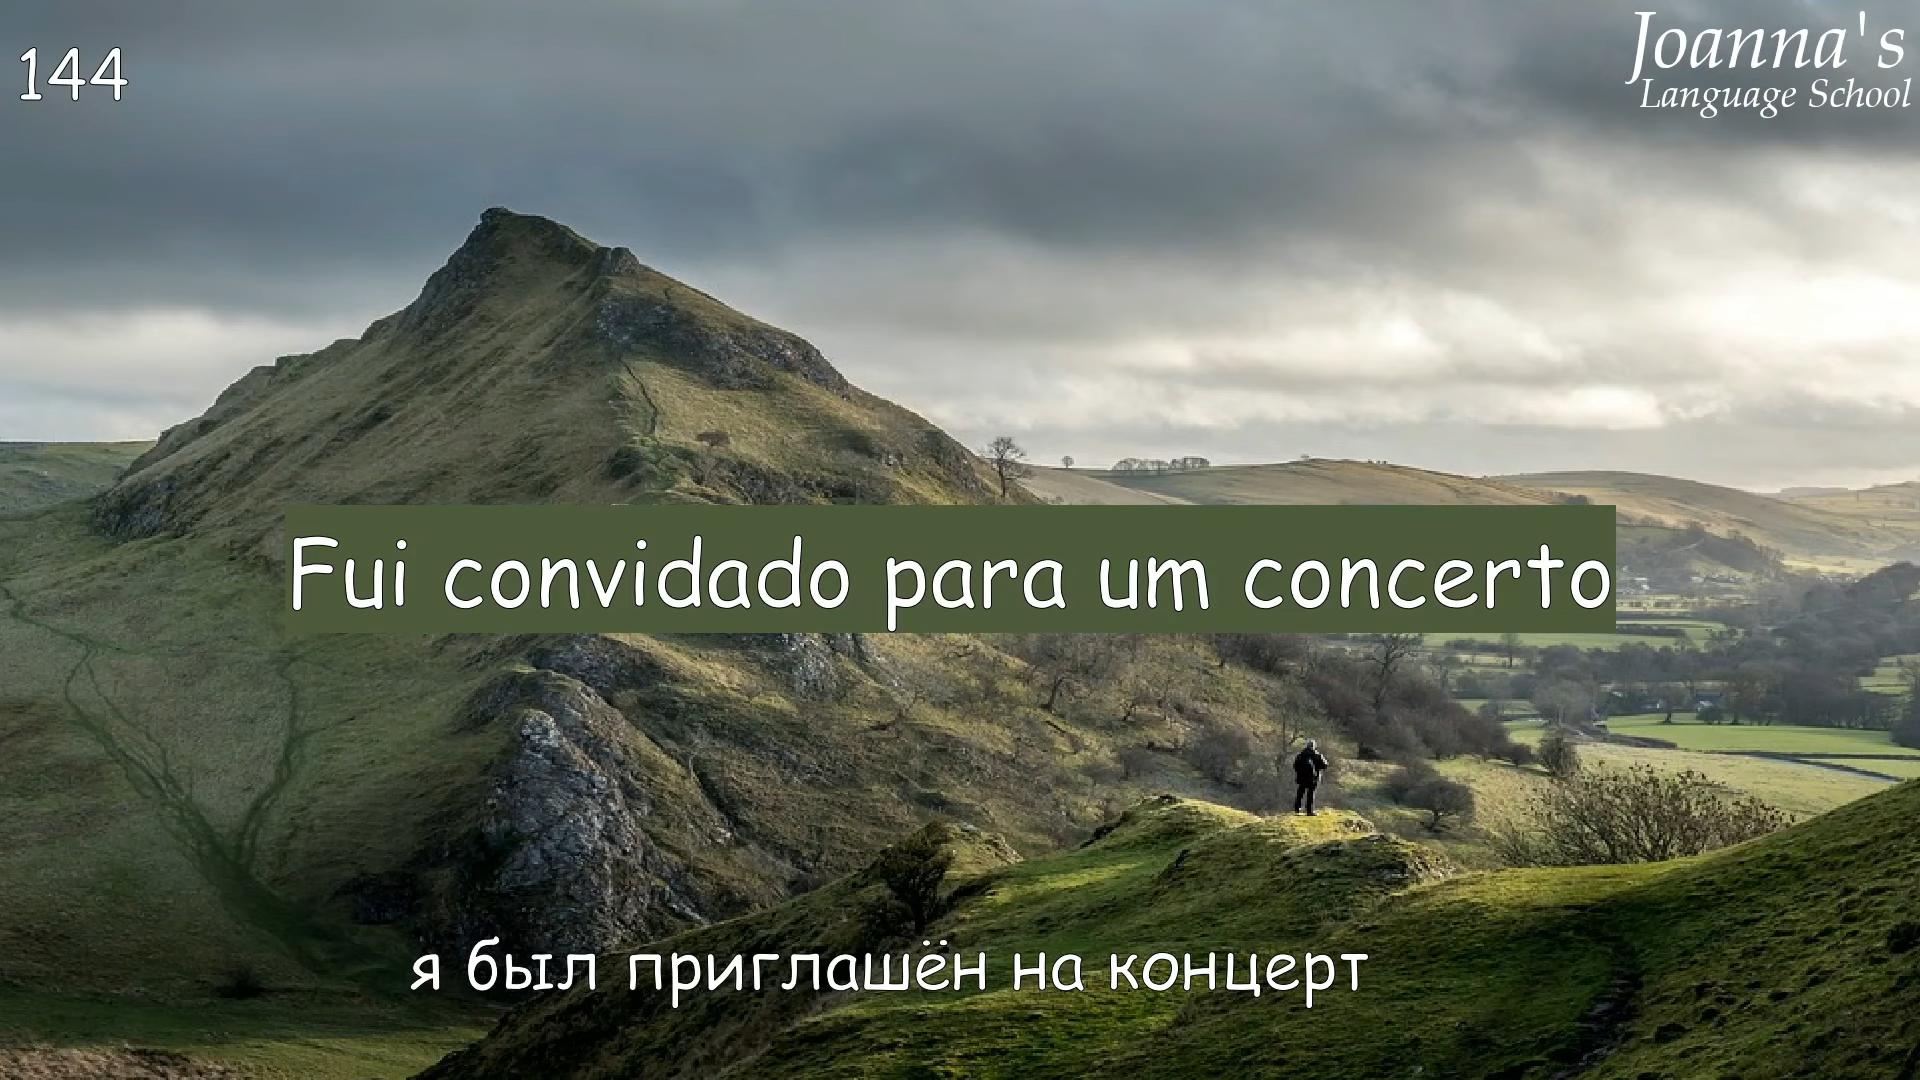 144
Joanna's
Language School
Fui convidado para um concerto
я был приглашён на концерт